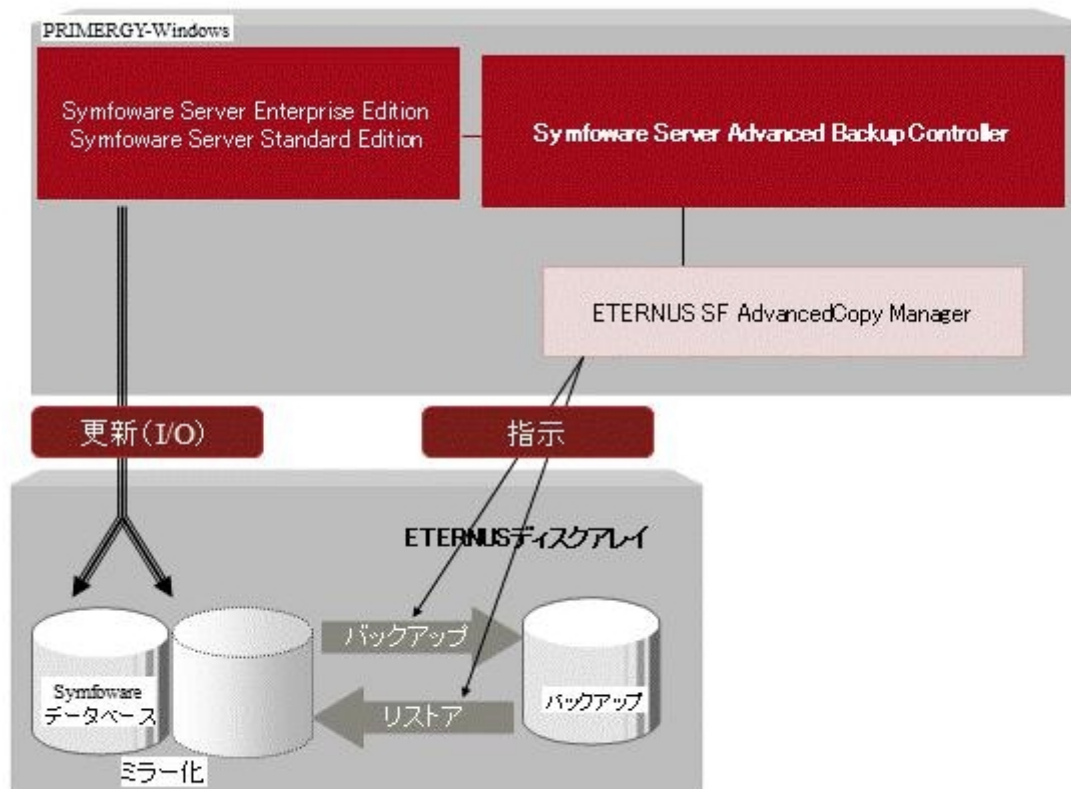 PRIMERGY-Windows
Symfoware Server Enterprise Edition
Symfoware Server Standard Edition
Symfoware Server Advanced Backup Controller
ETERNUS SF AdvancedCopy Manager
更新(I/O)
指示
ETERNUSディスクアレイ
バックアップ
リストア
Symfoware
データベース
バックアップ
ミラー化